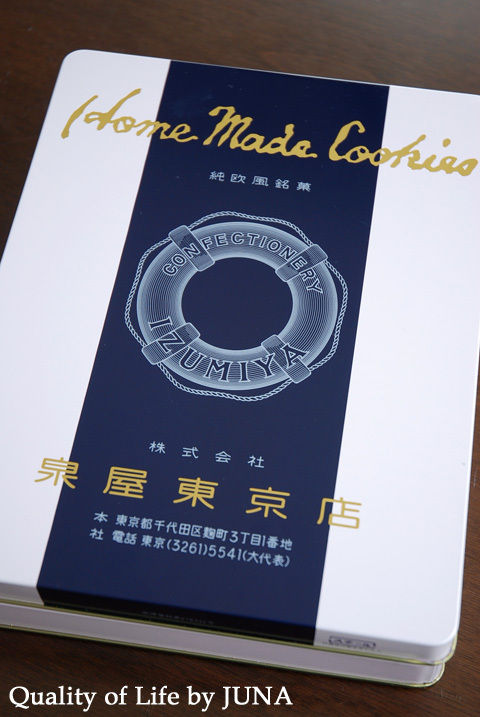 Home Made Cookies
純欧風銘菓
CONFECTIONERY
IZUMIYA
株式会社
泉屋東京店
本社 東京都千代田区麹町3丁目1番地
電話 東京(3261)5541(大代表)
Quality of Life by JUNA